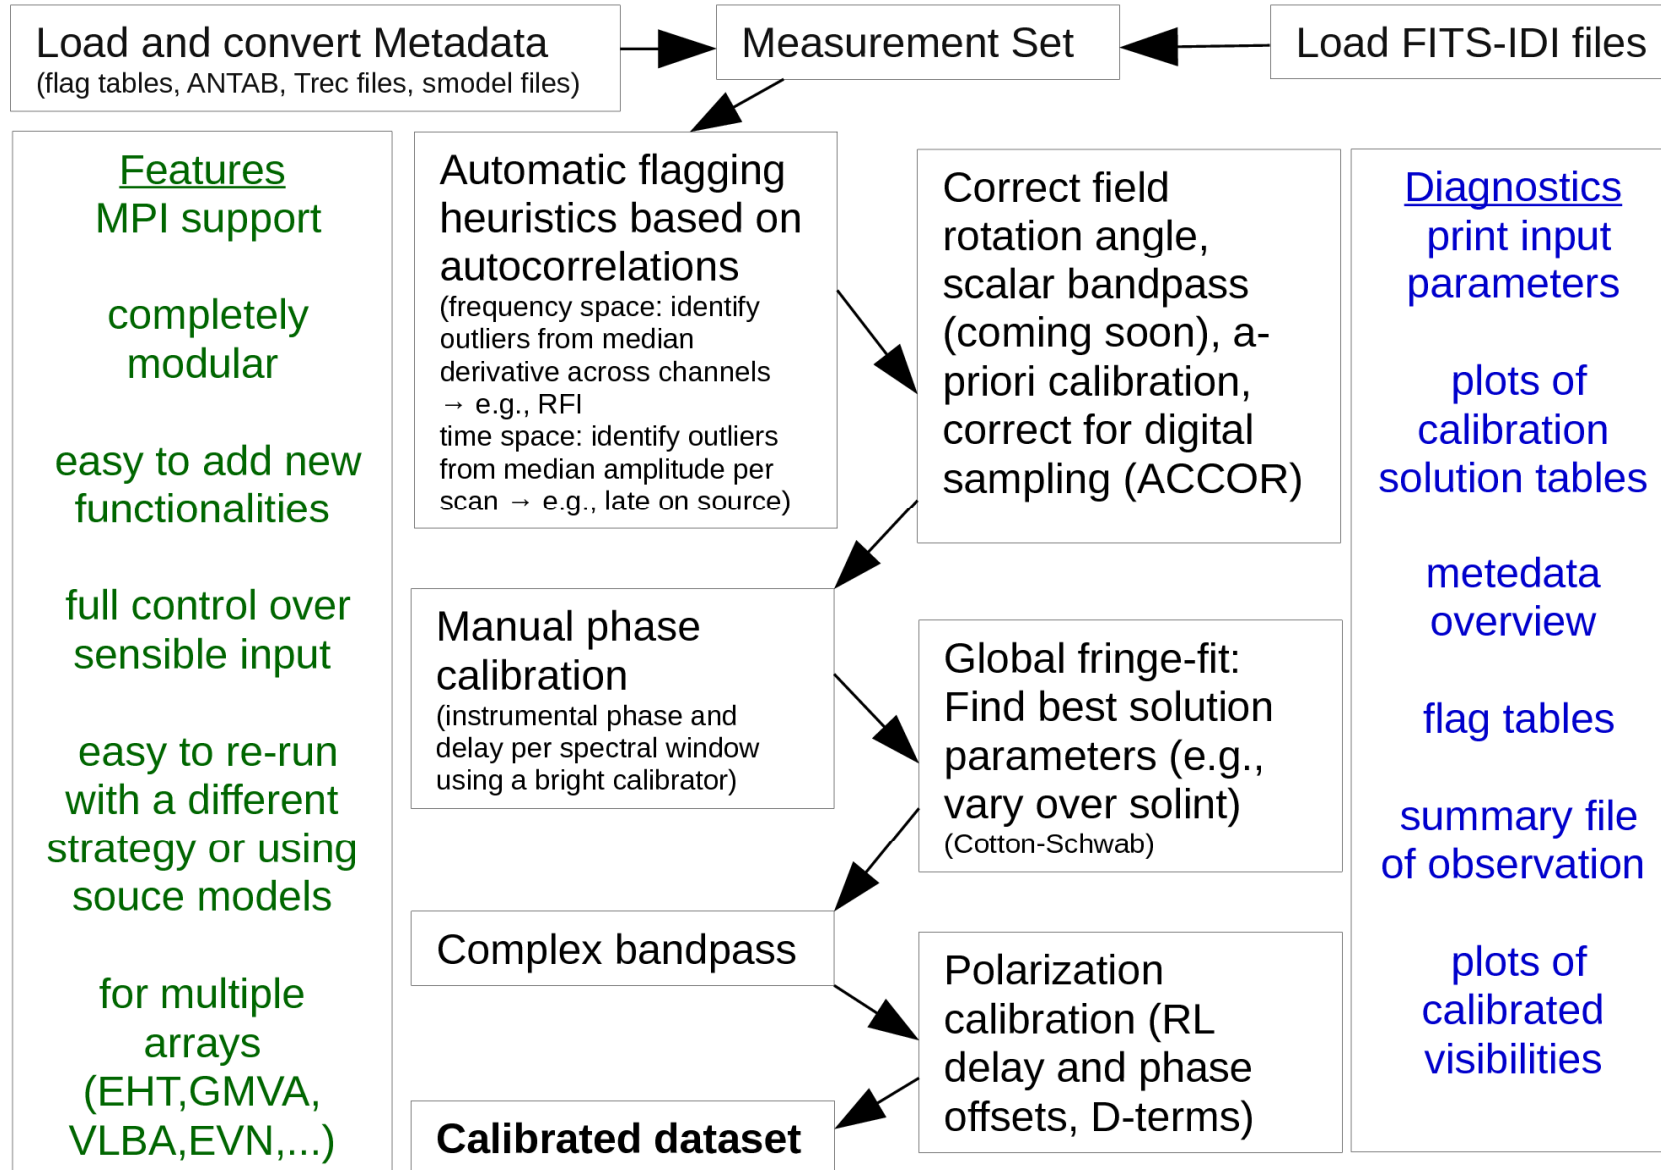 Load and convert Metadata
(flag tables, ANTAB, Trec files, smodel files)
Measurement Set
Load FITS-IDI files
Features
MPI support
completely
modular
easy to add new
functionalities
full control over
sensible input
easy to re-run
with a different
strategy or using
souce models
for multiple
arrays
(EHT,GMVA,
VLBA,EVN,...)
Automatic flagging
heuristics based on
autocorrelations
(frequency space: identify
outliers from median
derivative across channels
→ e.g., RFI
time space: identify outliers
from median amplitude per
scan → e.g., late on source)
Correct field
rotation angle,
scalar bandpass
(coming soon), a-
priori calibration,
correct for digital
sampling (ACCOR)
Manual phase
calibration
(instrumental phase and
delay per spectral window
using a bright calibrator)
Global fringe-fit:
Find best solution
parameters (e.g.,
vary over solint)
(Cotton-Schwab)
Complex bandpass
Polarization
calibration (RL
delay and phase
offsets, D-terms)
Calibrated dataset
Diagnostics
print input
parameters
plots of
calibration
solution tables
metedata
overview
flag tables
summary file
of observation
plots of
calibrated
visibilities